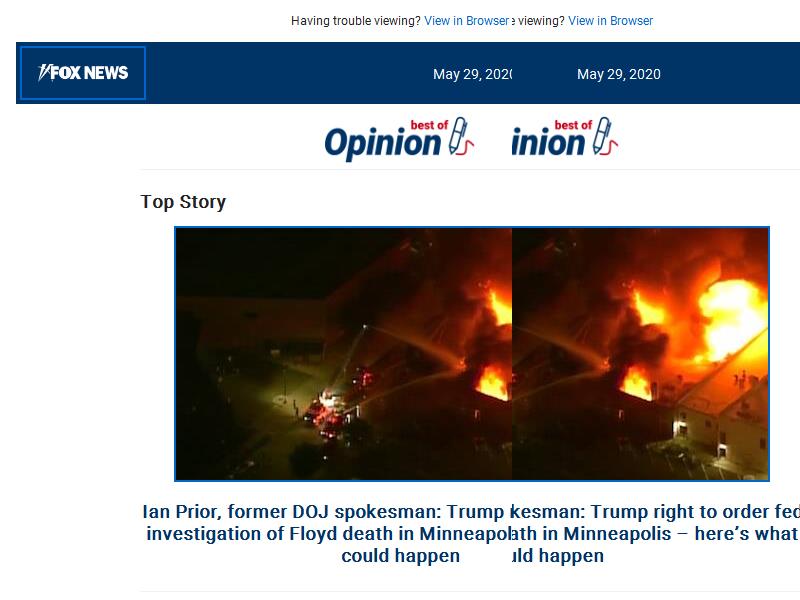 Having trouble viewing? View in Browser e viewing? View in Browser
FOX NEWS May 29, 2020 May 29, 2020
best of best of
Opinion inion
Top Story
Ian Prior, former DOJ spokesman: Trump kesman: Trump right to order fed
investigation of Floyd death in Minneapol ath in Minneapolis – here's what
could happen uld happen